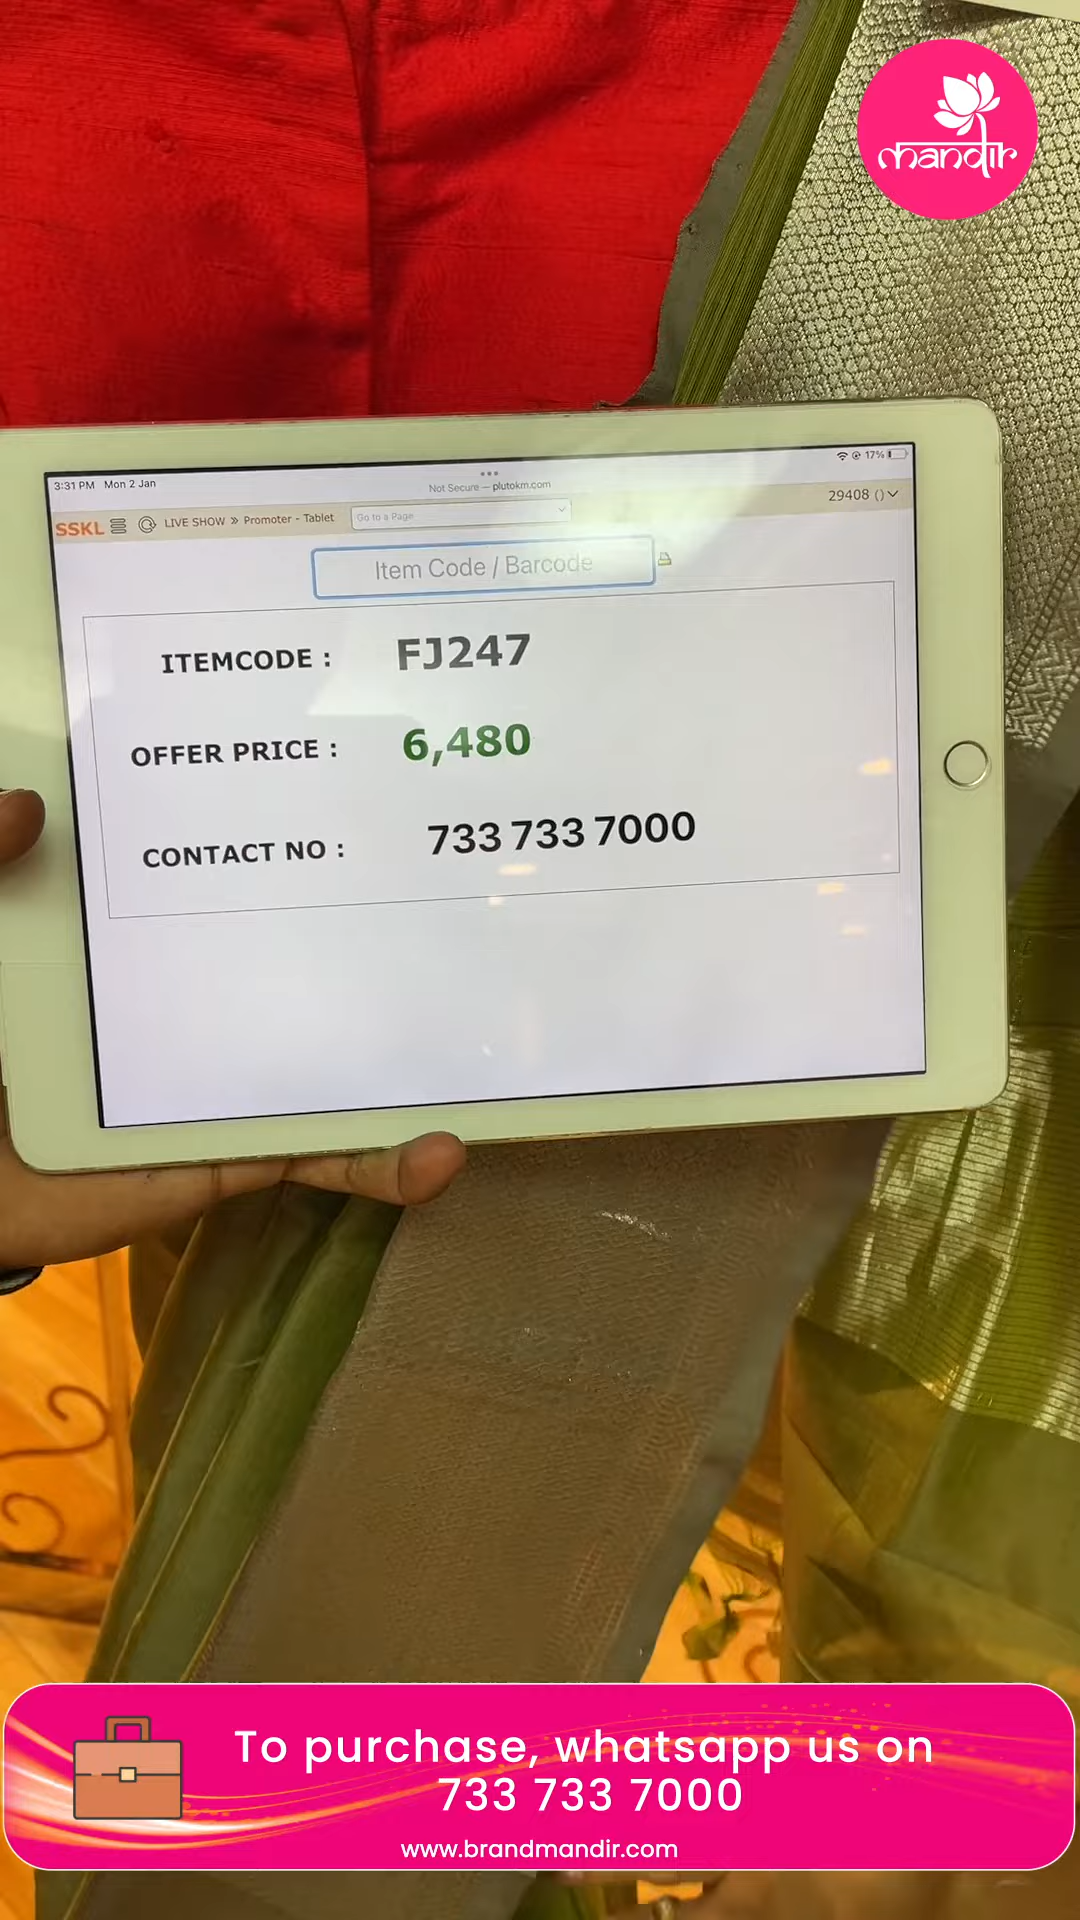 mandir
3:31 PM Mon 2 Jan
17%
Not Secure — plutokm.com
SSKL LIVE SHOW » Promoter - Tablet
Go to a Page
29408 ()
Item Code / Barcode
ITEMCODE : FJ247
OFFER PRICE : 6,480
CONTACT NO : 733 733 7000
To purchase, whatsapp us on
733 733 7000
www.brandmandir.com